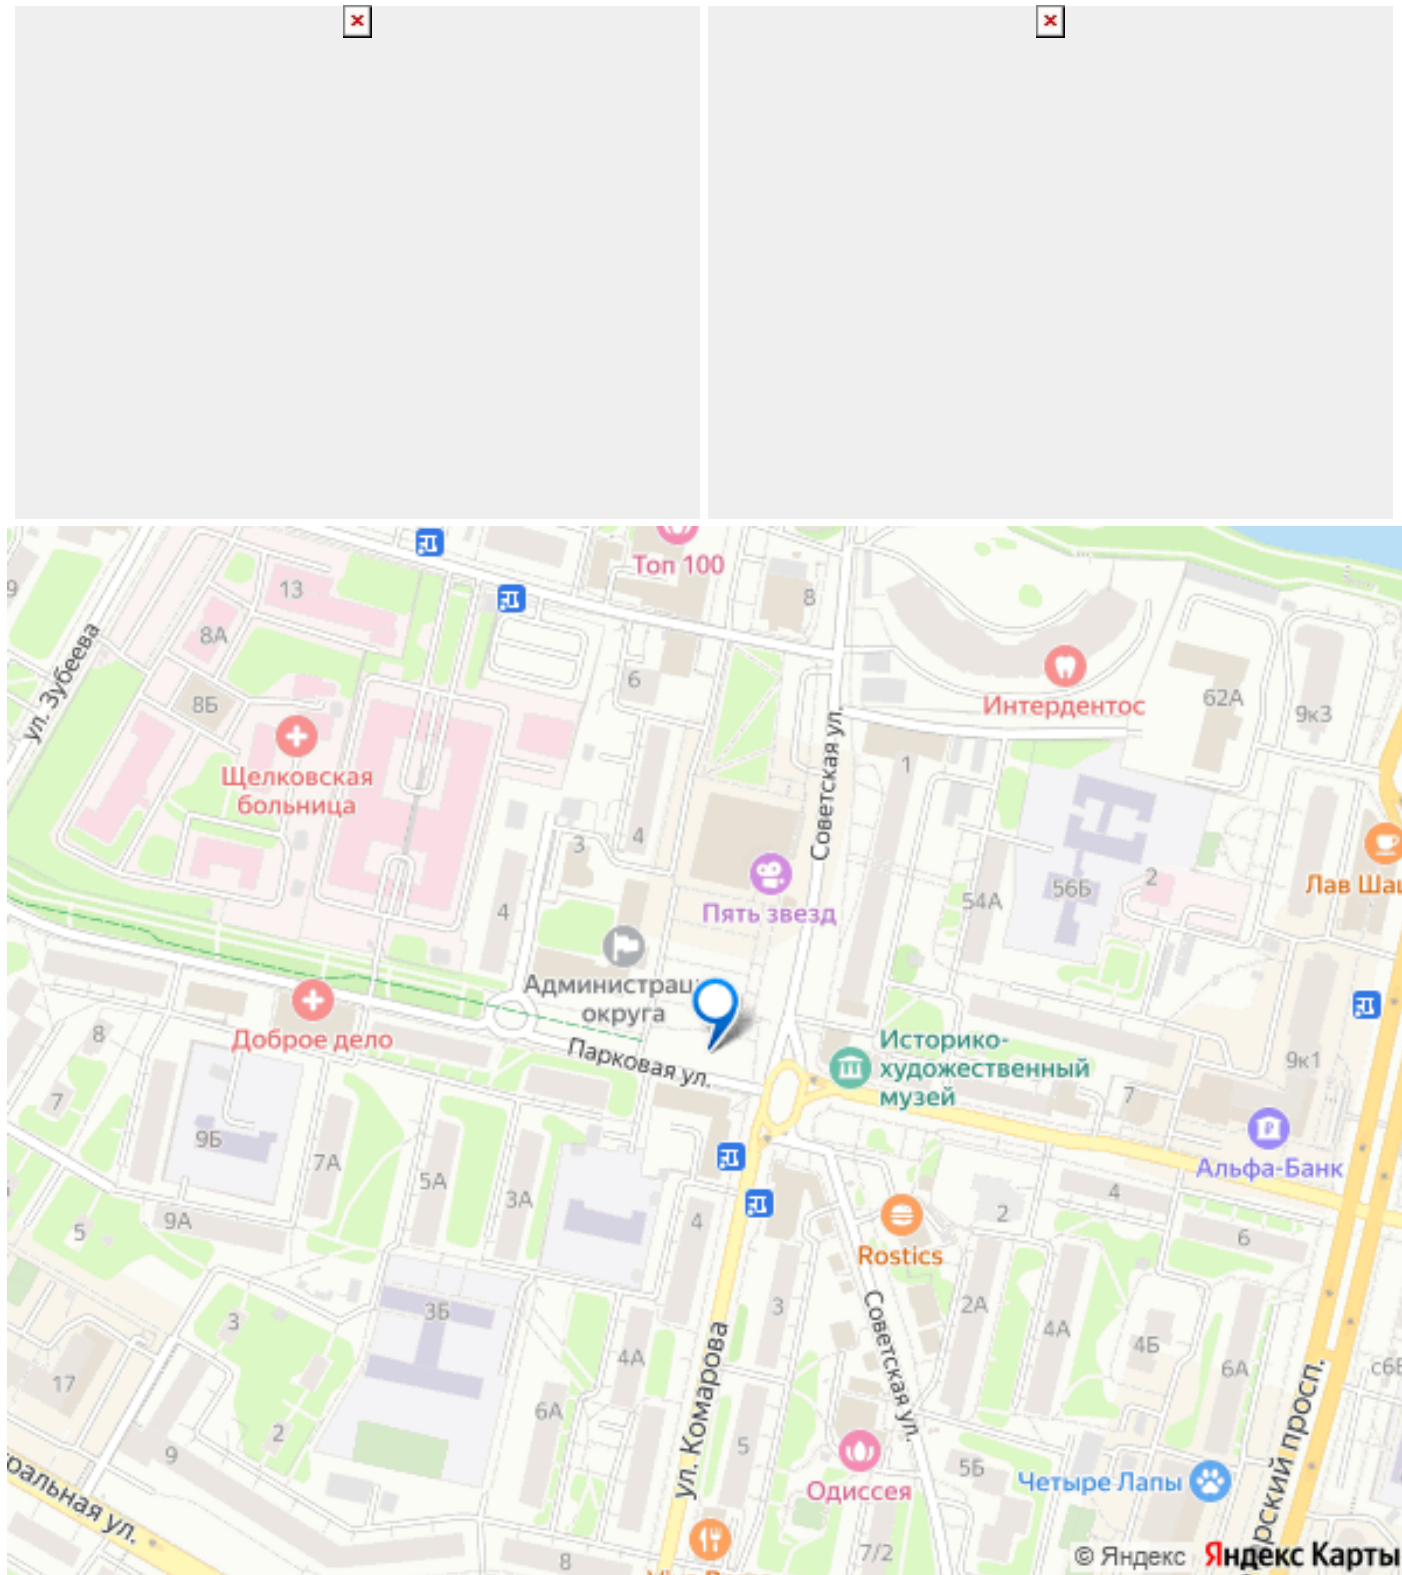 Топ 100
13
8
9
8А
ул. Зубеева
6
Интердентос
62А
8Б
9к3
Щелковская
больница
1
Советская ул.
3
4
Лав
56Б
2
54А
4
Пять звезд
Администрац
округа
Доброе дело
8
Парковая ул.
Историко-
художественный
музей
9к1
7
7
9Б
7А
Альфа-Банк
5А
3А
4
9А
4
2
5
6
Rostics
3Б
3
2А
3
Советская ул.
4А
4Б
4А
6А
17
ул. Комарова
6А
2
5
9
5Б
Четыре Лапы
Одиссея
ральная ул.
рский просп.
7/2
8
© Яндекс Яндекс Карты